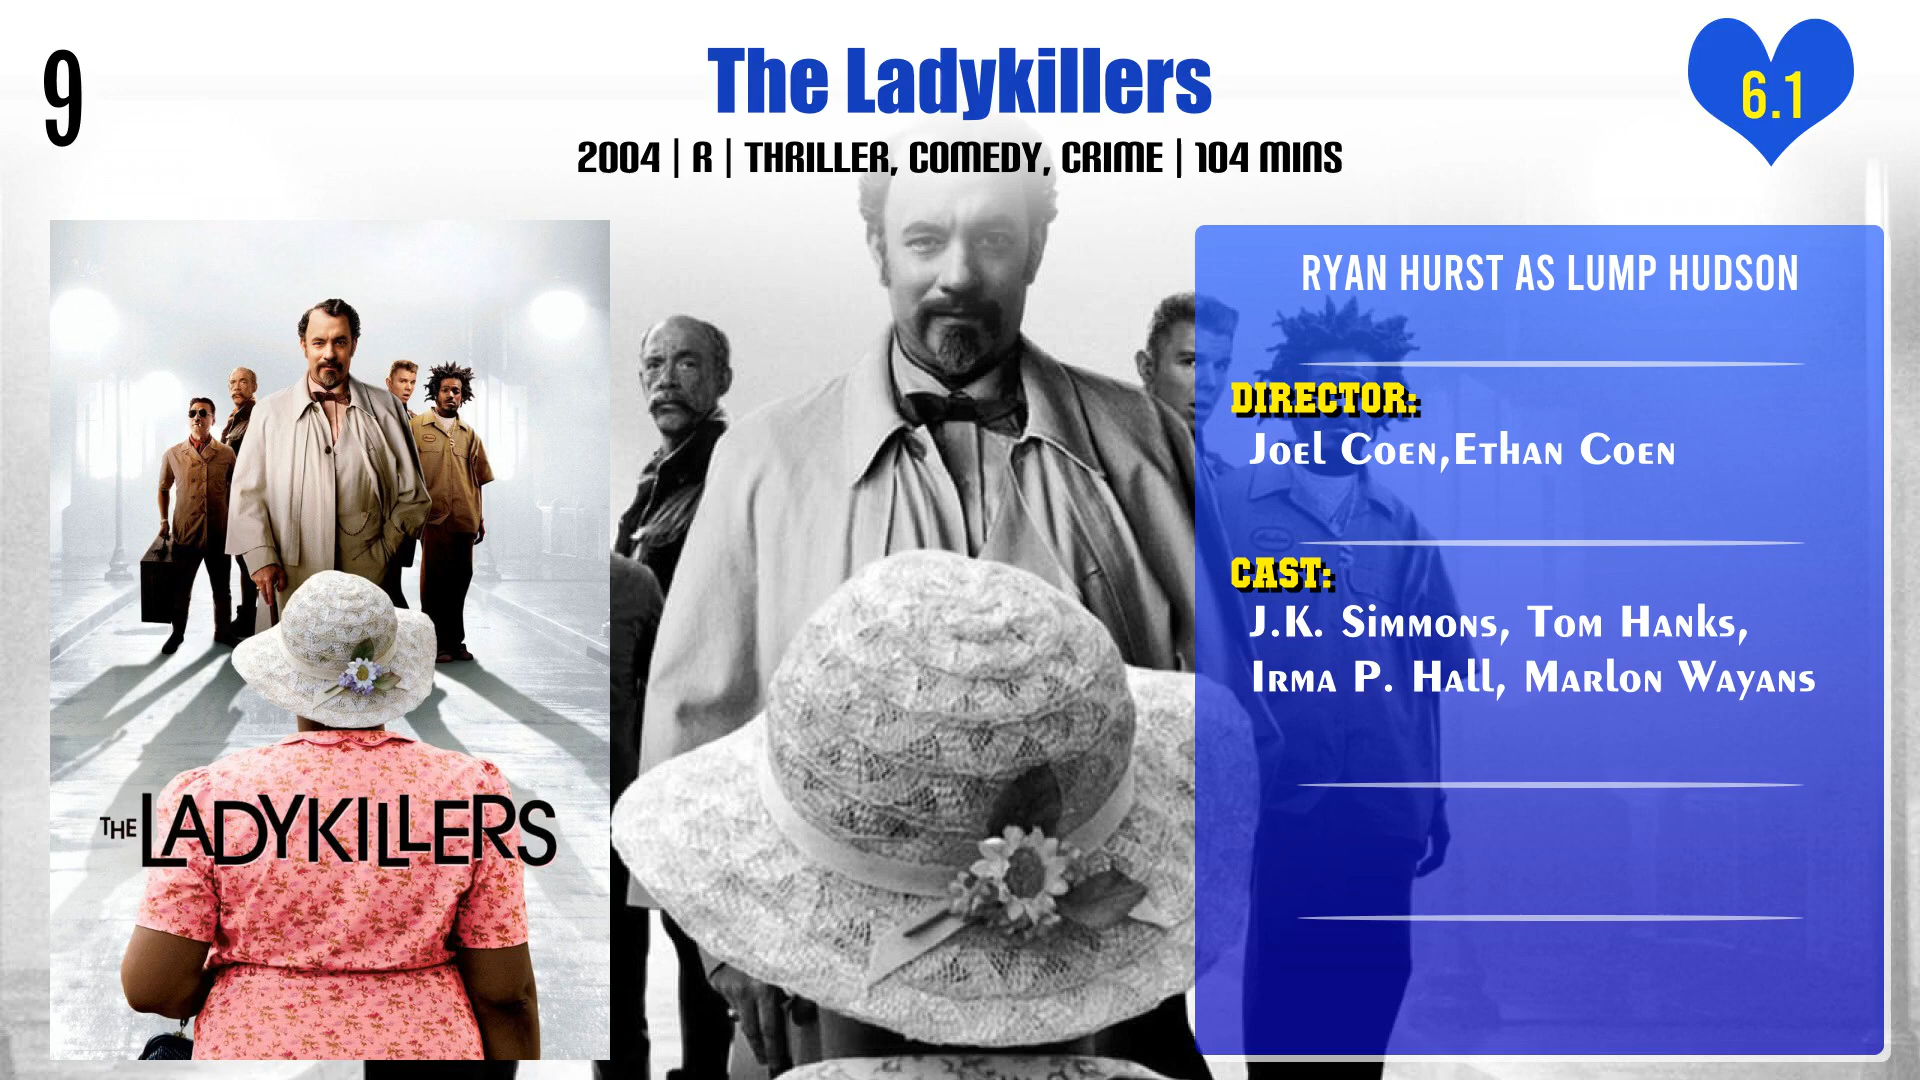 9
The Ladykillers
6.1
2004 | R | THRILLER, COMEDY, CRIME | 104 MINS
THE LADYKILLERS
RYAN HURST AS LUMP HUDSON
DIRECTOR:
Joel Coen,Ethan Coen
CAST:
J.K. Simmons, Tom Hanks,
Irma P. Hall, Marlon Wayans